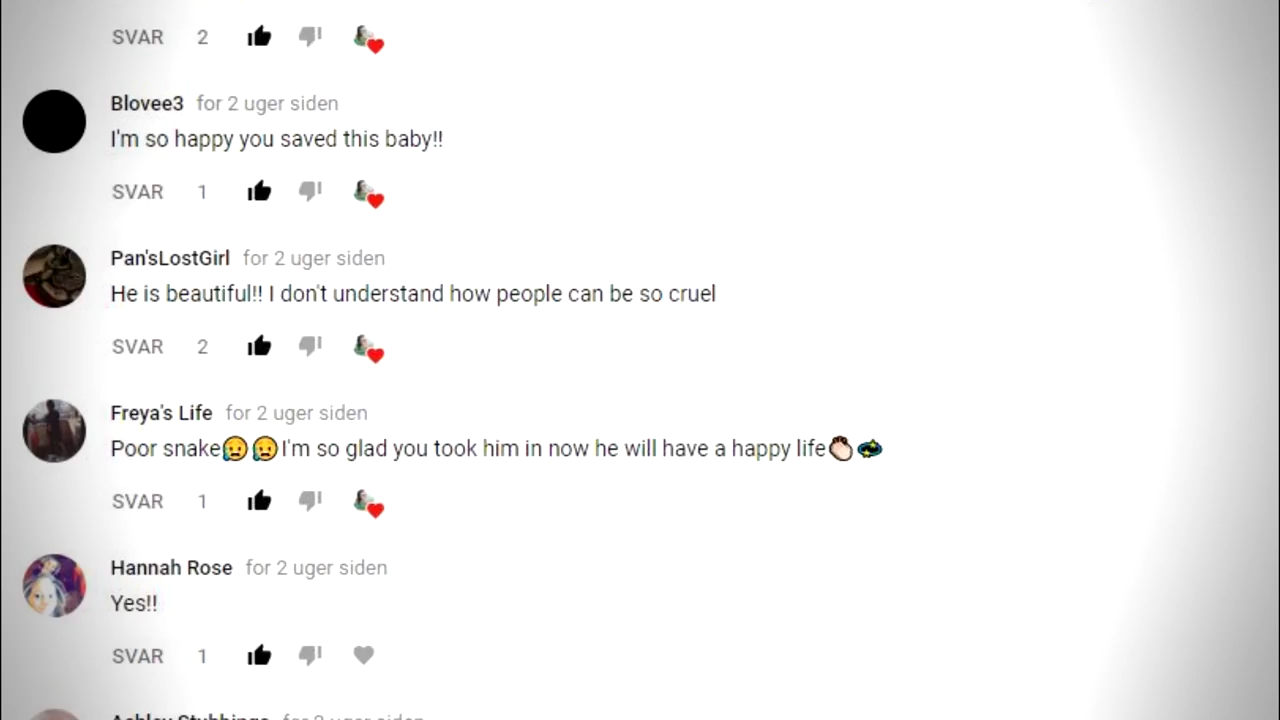 SVAR 2
Blovee3 for 2 uger siden
I'm so happy you saved this baby!!
SVAR 1
Pan'sLostGirl for 2 uger siden
He is beautiful!! I don't understand how people can be so cruel
SVAR 2
Freya's Life for 2 uger siden
Poor snake😥😥I'm so glad you took him in now he will have a happy life👏🏻💫
SVAR 1
Hannah Rose for 2 uger siden
Yes!!
SVAR 1
Ashley Stubbings for 2 uger siden